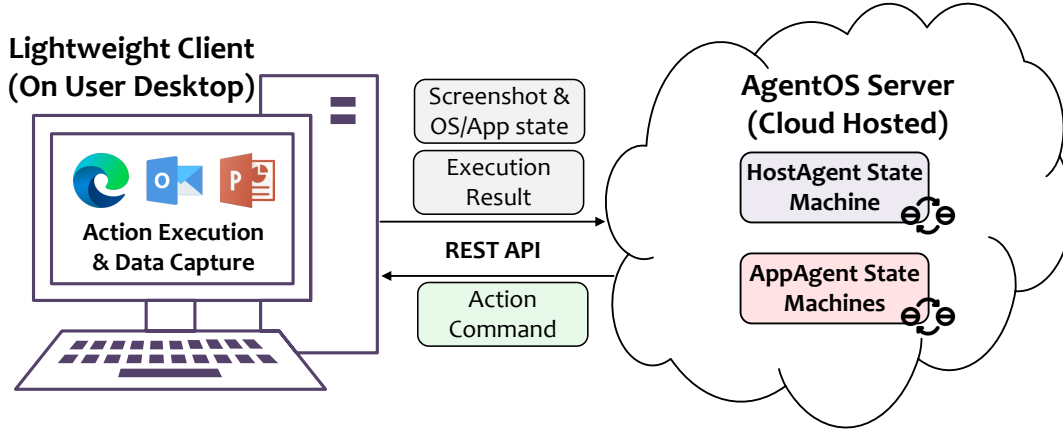 Lightweight Client
(On User Desktop)
O
P
Action Execution
& Data Capture
Screenshot &
OS/App state
Execution
Result
REST API
Action
Command
AgentOS Server
(Cloud Hosted)
HostAgent State
Machine
AppAgent State
Machines